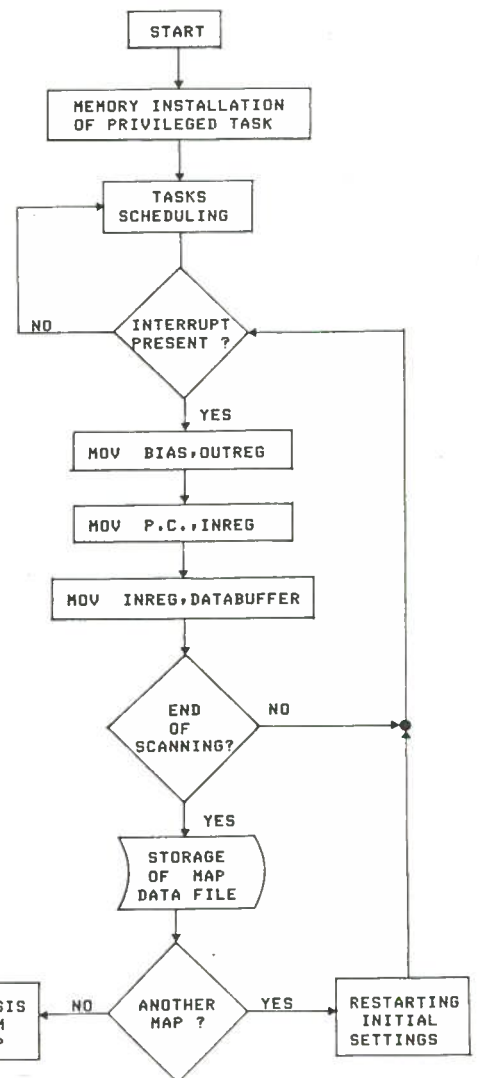 START
MEMORY INSTALLATION
OF PRIVILEGED TASK
TASKS
SCHEDULING
NO
INTERRUPT
PRESENT ?
YES
MOV BIAS,OUTREG
MOV P.C.,INREG
MOV INREG,DATABUFFER
END
OF
SCANNING?
NO
YES
STORAGE
OF MAP
DATA FILE
SIS
M
P
NO
ANOTHER
MAP ?
YES
RESTARTING
INITIAL
SETTINGS